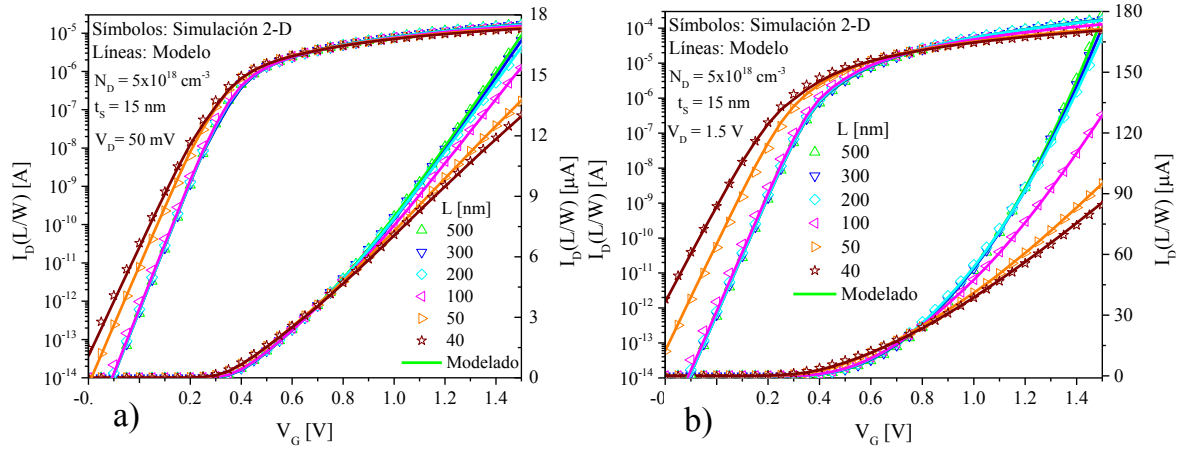 Símbolos: Simulación 2-D
Líneas: Modelo
N_D = 5x10^18 cm^-3
t_S = 15 nm
V_D= 50 mV
I_D(L/W) [A]
10^-5
10^-6
10^-7
10^-8
10^-9
10^-10
10^-11
10^-12
10^-13
10^-14
18
15
12
9
6
3
0
I_D(L/W) [µA]
L [nm]
500
300
200
100
50
40
Modelado
-0.
0.0
0.2
0.4
0.6
0.8
1.0
1.2
1.4
V_G [V]
a)
Símbolos: Simulación 2-D
Líneas: Modelo
N_D = 5x10^18 cm^-3
t_S = 15 nm
V_D = 1.5 V
I_D(L/W) [A]
10^-4
10^-5
10^-6
10^-7
10^-8
10^-9
10^-10
10^-11
10^-12
10^-13
10^-14
180
150
120
90
60
30
0
I_D(L/W) [µA]
L [nm]
500
300
200
100
50
40
Modelado
0
0.0
0.2
0.4
0.6
0.8
1.0
1.2
1.4
V_G [V]
b)